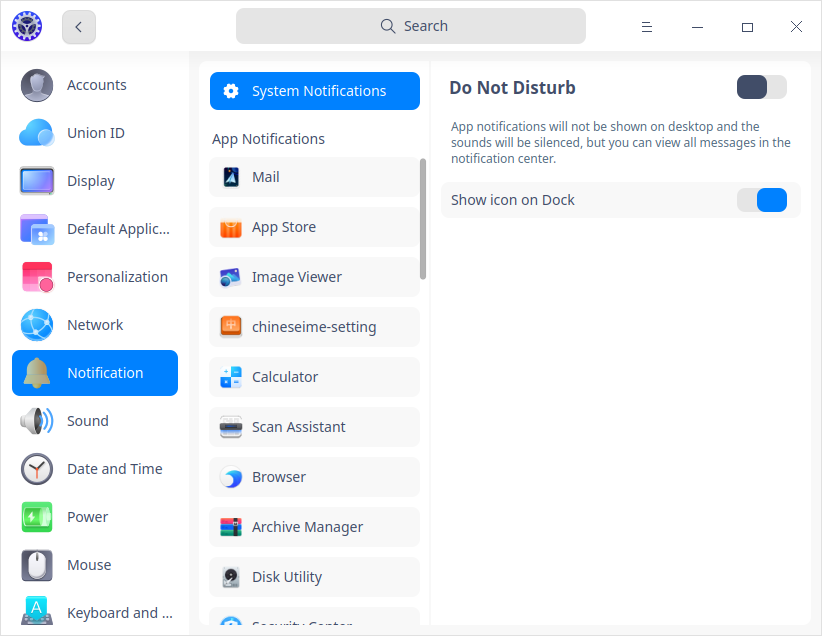 Search
Accounts
Union ID
Display
Default Applic...
Personalization
Network
Notification
Sound
Date and Time
Power
Mouse
Keyboard and ...
System Notifications
App Notifications
Mail
App Store
Image Viewer
chineseime-setting
Calculator
Scan Assistant
Browser
Archive Manager
Disk Utility
Security Center
Do Not Disturb
App notifications will not be shown on desktop and the
sounds will be silenced, but you can view all messages in the
notification center.
Show icon on Dock